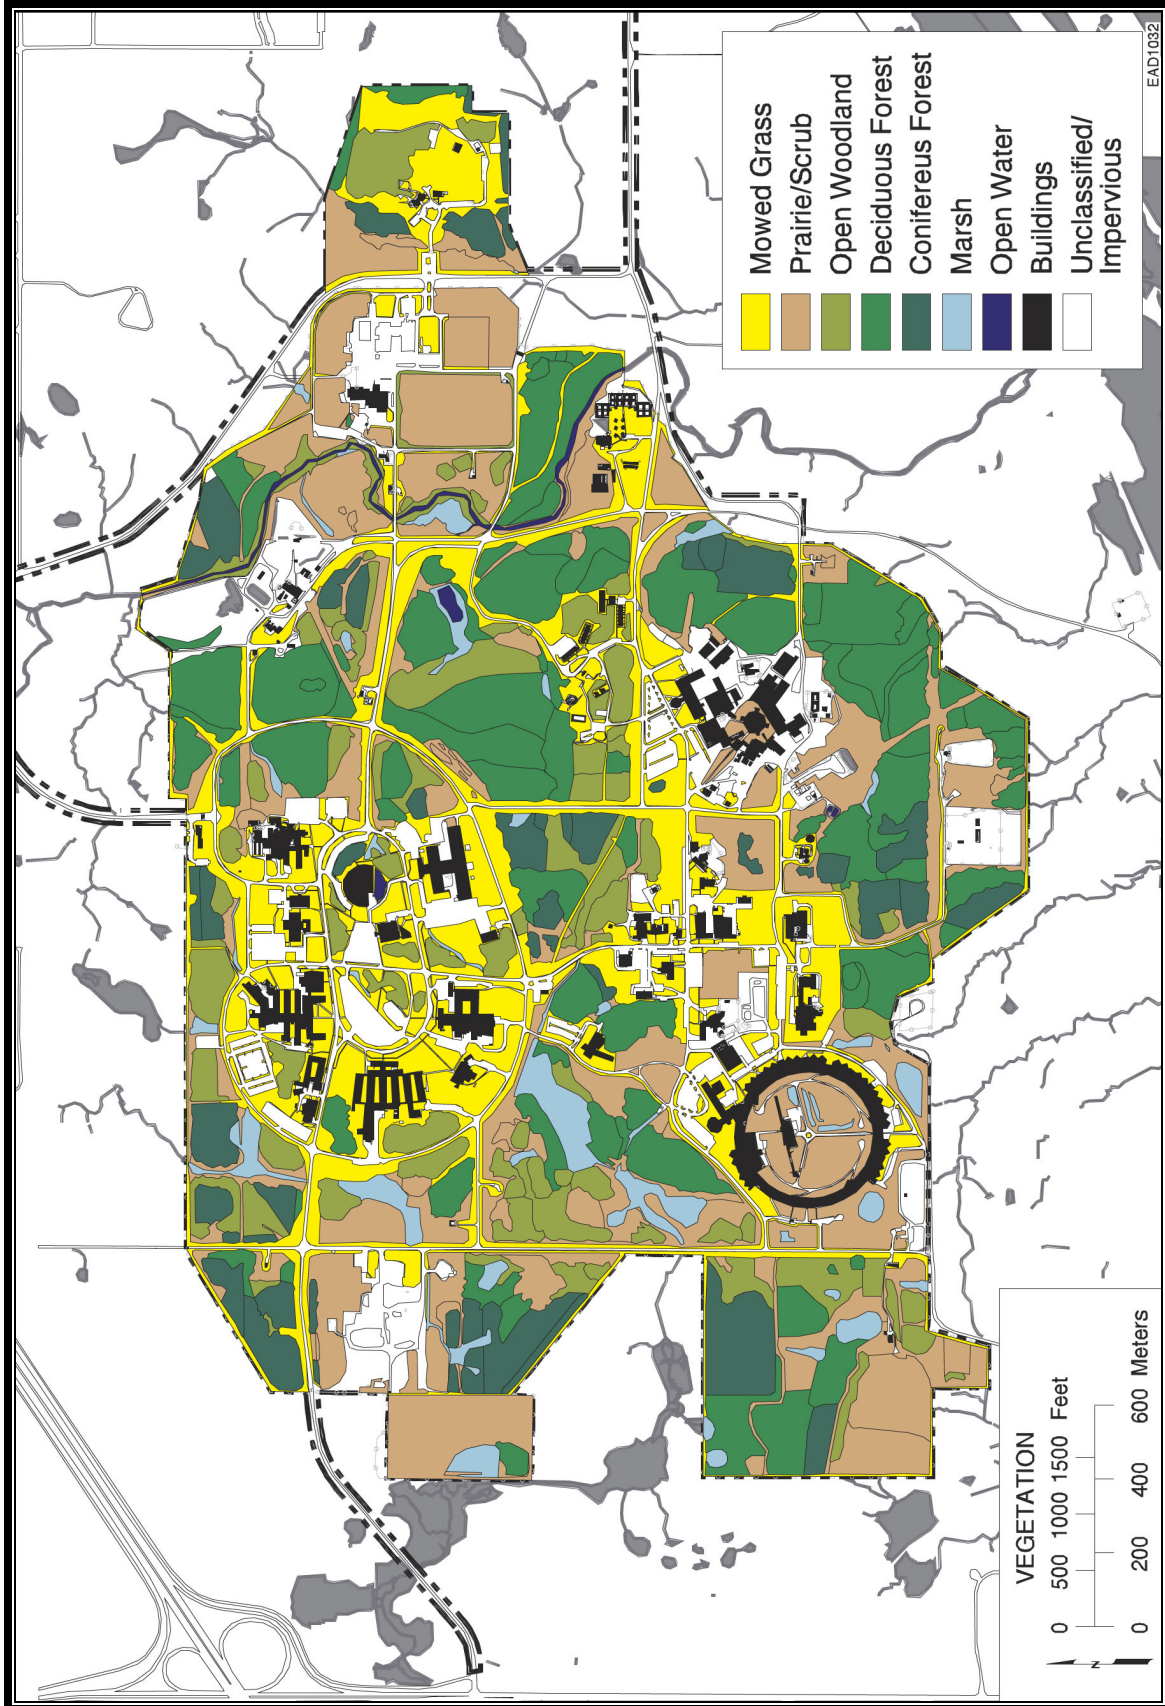 EAD1032
Mowed Grass
Prairie/Scrub
Open Woodland
Deciduous Forest
Conifereus Forest
Marsh
Open Water
Buildings
Unclassified/
Impervious
VEGETATION
0 500 1000 1500 Feet
0 200 400 600 Meters
N